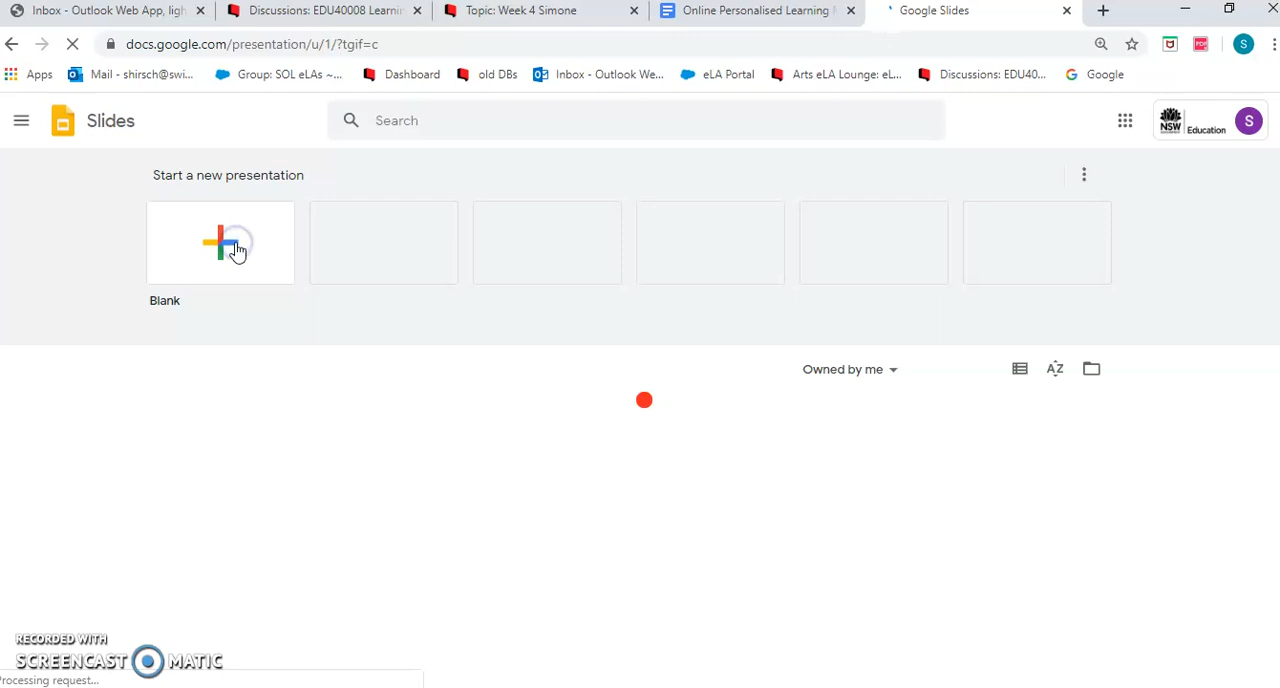 Inbox - Outlook Web App, ligh
Discussions: EDU40008 Learnin
Topic: Week 4 Simone
Online Personalised Learning
Google Slides
docs.google.com/presentation/u/1/?tgif=c
Apps
Mail - shirsch@swi...
Group: SOL eLAs ~...
Dashboard
old DBs
Inbox - Outlook We...
eLA Portal
Arts eLA Lounge: eL...
Discussions: EDU40...
Google
PDF
S
Slides
Search
NSW Education
S
Start a new presentation
Blank
Owned by me
AZ
RECORDED WITH
SCREENCAST MATIC
Processing request...